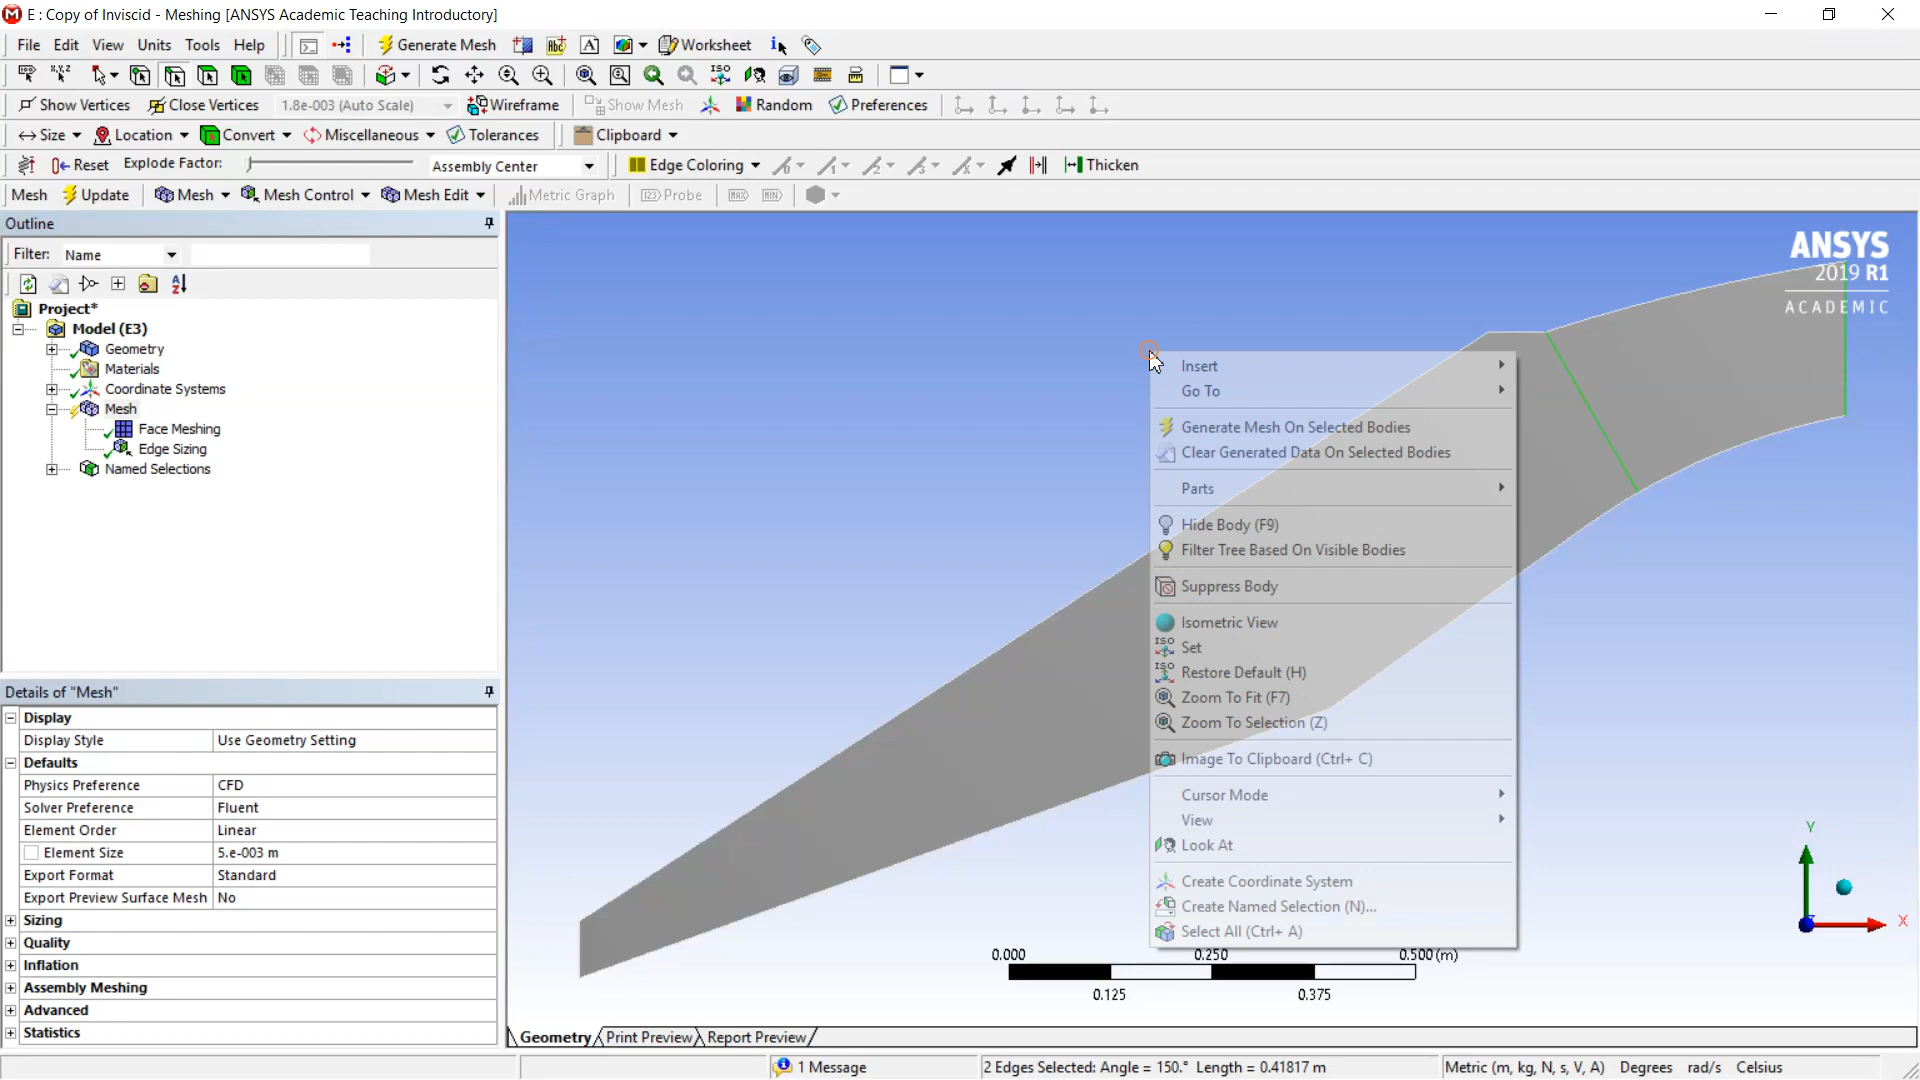 E : Copy of Inviscid - Meshing [ANSYS Academic Teaching Introductory]
File Edit View Units Tools Help Generate Mesh Abc A Worksheet
ISO
Show Vertices Close Vertices 1.8e-003 (Auto Scale) Wireframe Show Mesh Random Preferences
Size Location Convert Miscellaneous Tolerances Clipboard
Reset Explode Factor: Assembly Center Edge Coloring Thicken
Mesh Update Mesh Mesh Control Mesh Edit Metric Graph Probe MAX MIN
Outline
Filter: Name
Project*
Model (E3)
Geometry
Materials
Coordinate Systems
Mesh
Face Meshing
Edge Sizing
Named Selections
Details of "Mesh"
Display
Display Style Use Geometry Setting
Defaults
Physics Preference CFD
Solver Preference Fluent
Element Order Linear
Element Size 5.e-003 m
Export Format Standard
Export Preview Surface Mesh No
Sizing
Quality
Inflation
Assembly Meshing
Advanced
Statistics
ANSYS
2019 R1
ACADEMIC
Insert
Go To
Generate Mesh On Selected Bodies
Clear Generated Data On Selected Bodies
Parts
Hide Body (F9)
Filter Tree Based On Visible Bodies
Suppress Body
Isometric View
ISO Set
ISO Restore Default (H)
Zoom To Fit (F7)
Zoom To Selection (Z)
Image To Clipboard (Ctrl+ C)
Cursor Mode
View
Look At
Create Coordinate System
Create Named Selection (N)...
Select All (Ctrl+ A)
0.000 0.250 0.500 (m)
0.125 0.375
Y
X
Geometry Print Preview Report Preview
1 Message 2 Edges Selected: Angle = 150.° Length = 0.41817 m Metric (m, kg, N, s, V, A) Degrees rad/s Celsius